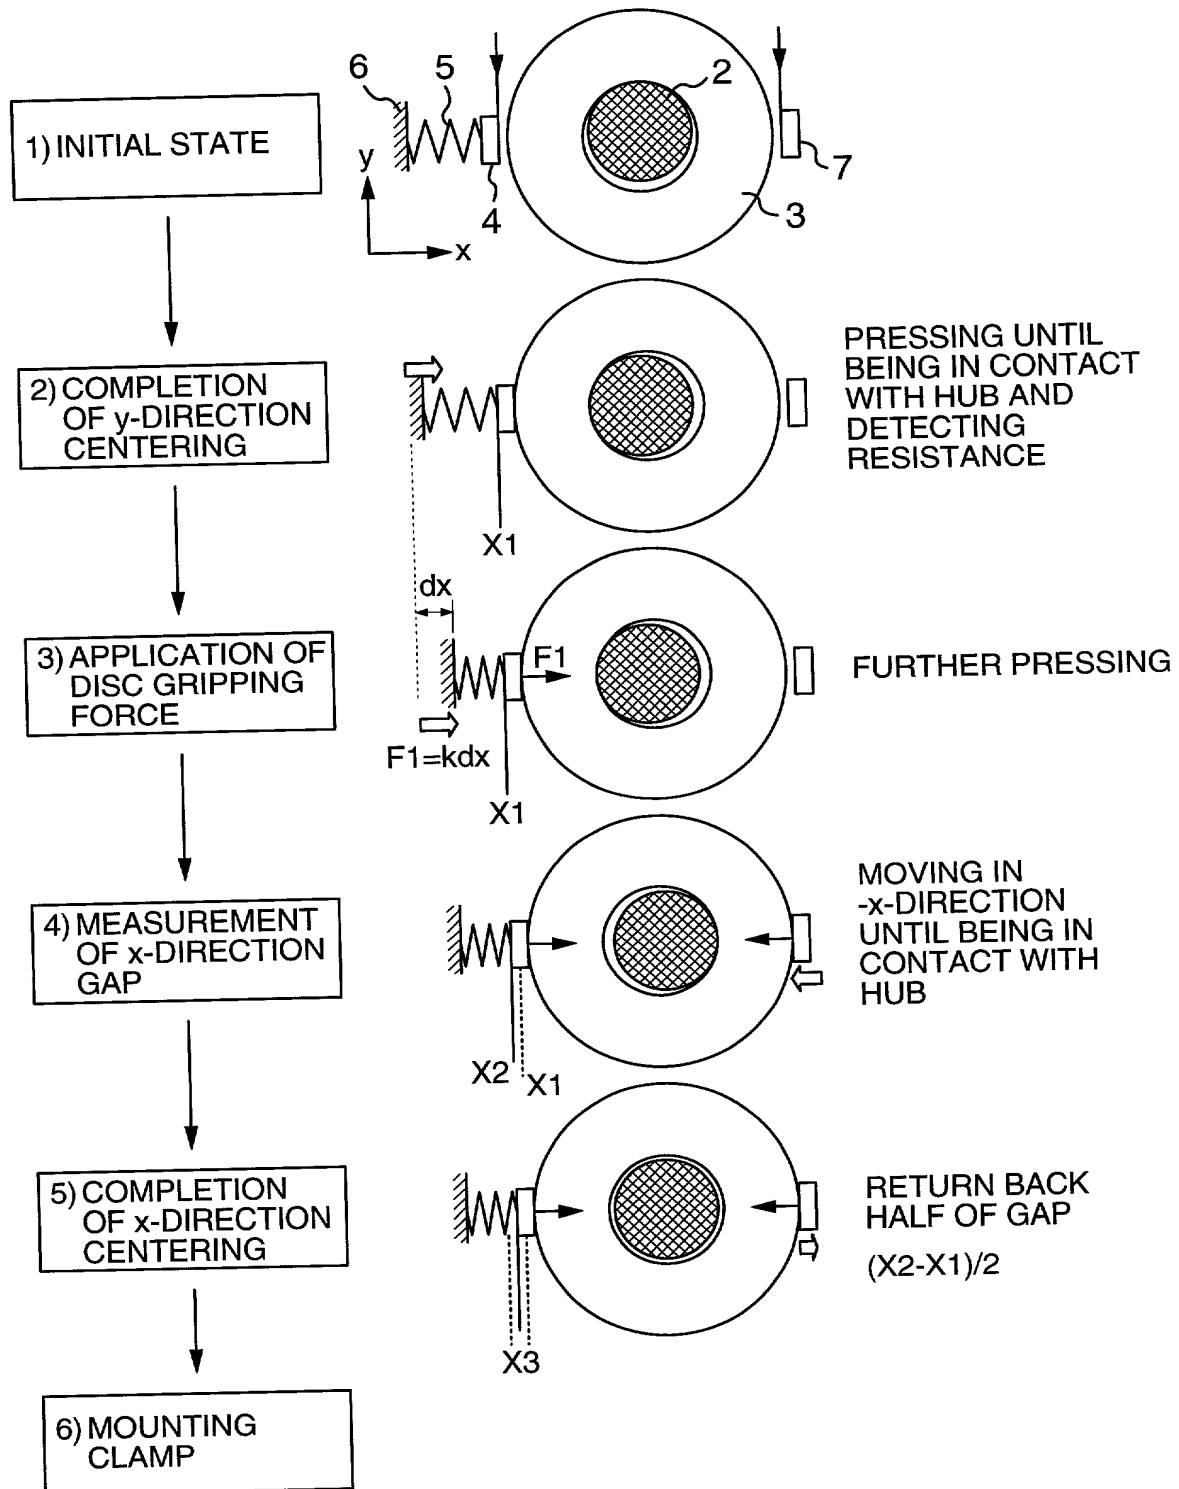 1) INITIAL STATE
6
5
2
y
4
7
3
x
2) COMPLETION
OF y-DIRECTION
CENTERING
PRESSING UNTIL
BEING IN CONTACT
WITH HUB AND
DETECTING
RESISTANCE
X1
dx
3) APPLICATION OF
DISC GRIPPING
FORCE
F1
FURTHER PRESSING
F1=kdx
X1
4) MEASUREMENT
OF x-DIRECTION
GAP
MOVING IN
-x-DIRECTION
UNTIL BEING IN
CONTACT WITH
HUB
X2
X1
5) COMPLETION
OF x-DIRECTION
CENTERING
RETURN BACK
HALF OF GAP
(X2-X1)/2
X3
6) MOUNTING
CLAMP